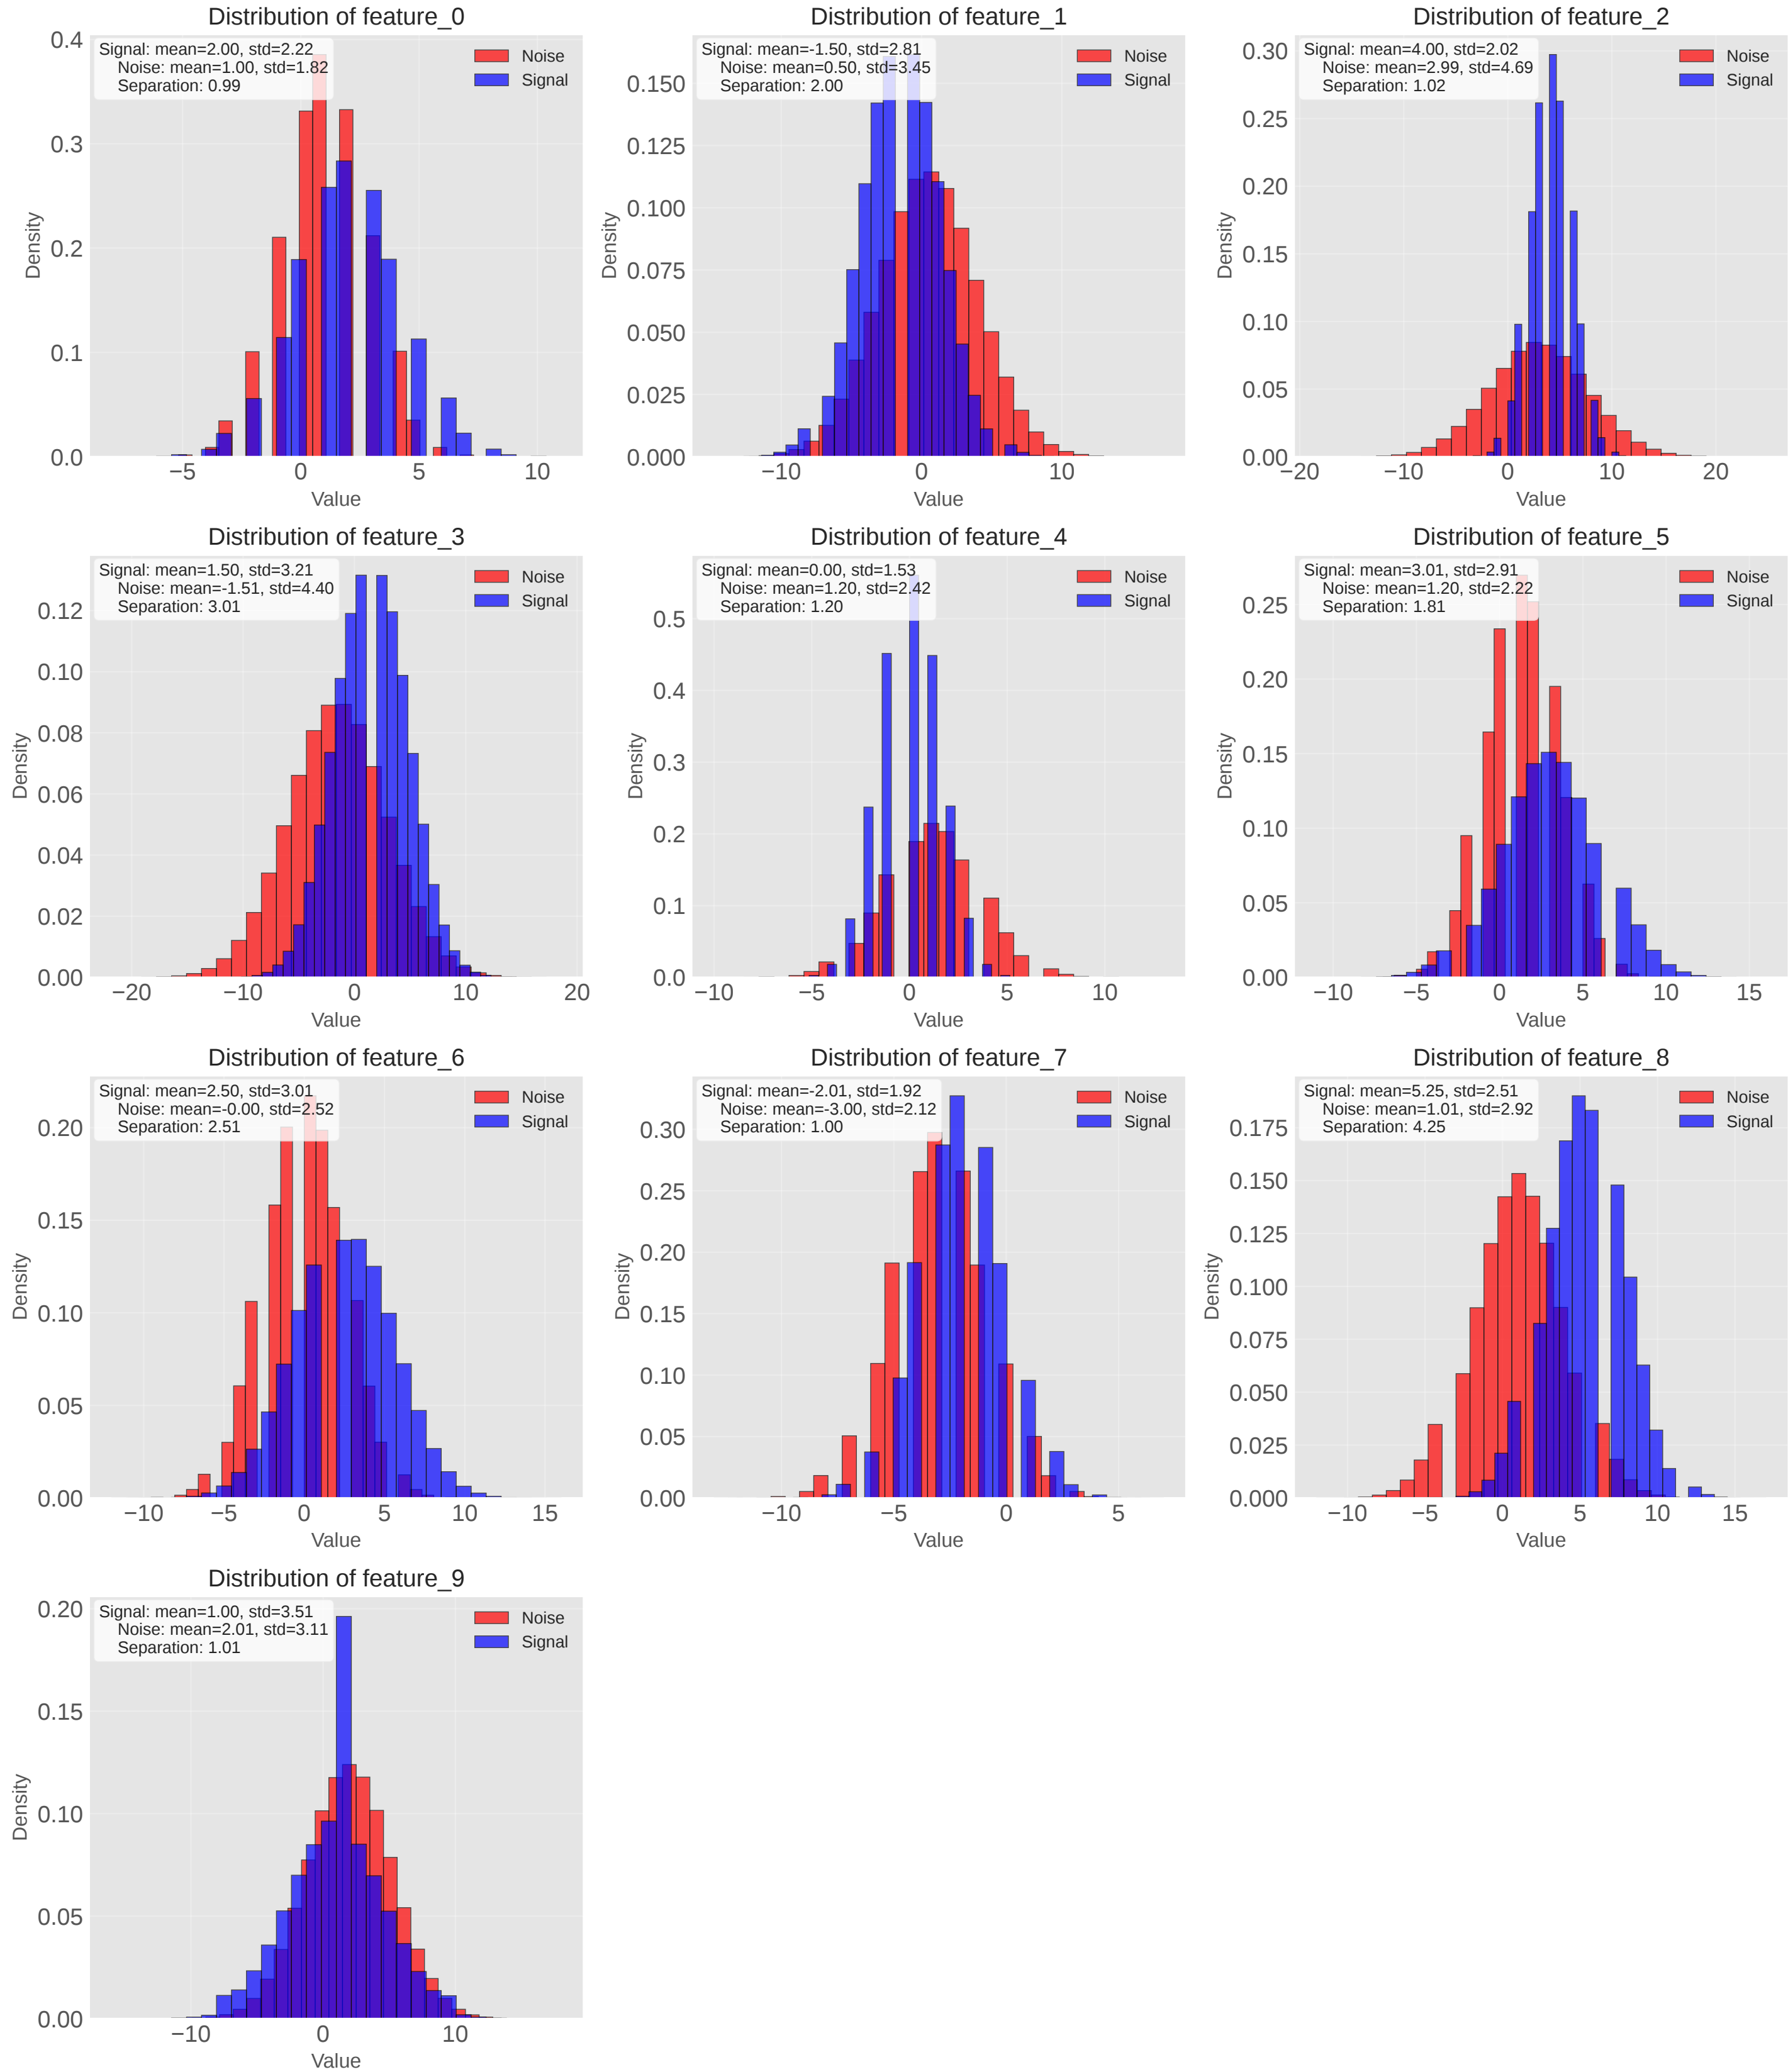 Distribution of feature_0
Signal: mean=2.00, std=2.22
Noise: mean=1.00, std=1.82
Separation: 0.99
Noise
Signal
0.4
0.3
0.2
0.1
0.0
Density
−5 0 5 10
Value
Distribution of feature_1
Signal: mean=-1.50, std=2.81
Noise: mean=0.50, std=3.45
Separation: 2.00
Noise
Signal
0.150
0.125
0.100
0.075
0.050
0.025
0.000
Density
−10 0 10
Value
Distribution of feature_2
Signal: mean=4.00, std=2.02
Noise: mean=2.99, std=4.69
Separation: 1.02
Noise
Signal
0.30
0.25
0.20
0.15
0.10
0.05
0.00
Density
−20 −10 0 10 20
Value
Distribution of feature_3
Signal: mean=1.50, std=3.21
Noise: mean=-1.51, std=4.40
Separation: 3.01
Noise
Signal
0.12
0.10
0.08
0.06
0.04
0.02
0.00
Density
−20 −10 0 10 20
Value
Distribution of feature_4
Signal: mean=0.00, std=1.53
Noise: mean=1.20, std=2.42
Separation: 1.20
Noise
Signal
0.5
0.4
0.3
0.2
0.1
0.0
Density
−10 −5 0 5 10
Value
Distribution of feature_5
Signal: mean=3.01, std=2.91
Noise: mean=1.20, std=2.22
Separation: 1.81
Noise
Signal
0.25
0.20
0.15
0.10
0.05
0.00
Density
−10 −5 0 5 10 15
Value
Distribution of feature_6
Signal: mean=2.50, std=3.01
Noise: mean=-0.00, std=2.52
Separation: 2.51
Noise
Signal
0.20
0.15
0.10
0.05
0.00
Density
−10 −5 0 5 10 15
Value
Distribution of feature_7
Signal: mean=-2.01, std=1.92
Noise: mean=-3.00, std=2.12
Separation: 1.00
Noise
Signal
0.30
0.25
0.20
0.15
0.10
0.05
0.00
Density
−10 −5 0 5
Value
Distribution of feature_8
Signal: mean=5.25, std=2.51
Noise: mean=1.01, std=2.92
Separation: 4.25
Noise
Signal
0.175
0.150
0.125
0.100
0.075
0.050
0.025
0.000
Density
−10 −5 0 5 10 15
Value
Distribution of feature_9
Signal: mean=1.00, std=3.51
Noise: mean=2.01, std=3.11
Separation: 1.01
Noise
Signal
0.20
0.15
0.10
0.05
0.00
Density
−10 0 10
Value